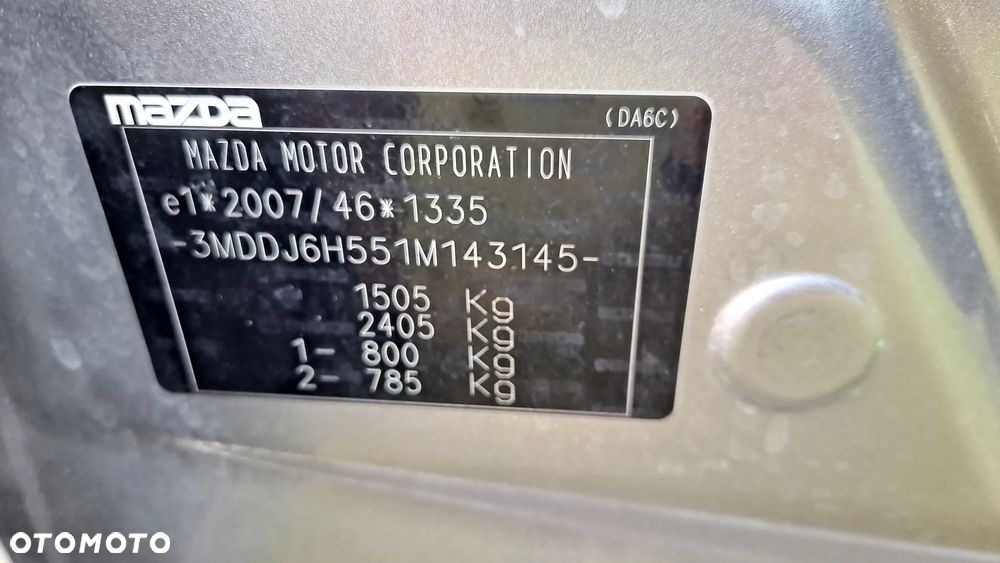 mazda (DA6C)
MAZDA MOTOR CORPORATION
e1*2007/46*1335
-3MDDJ6H551M143145-
1505 Kg
2405 Kg
1- 800 Kg
2- 785 Kg
OTOMOTO